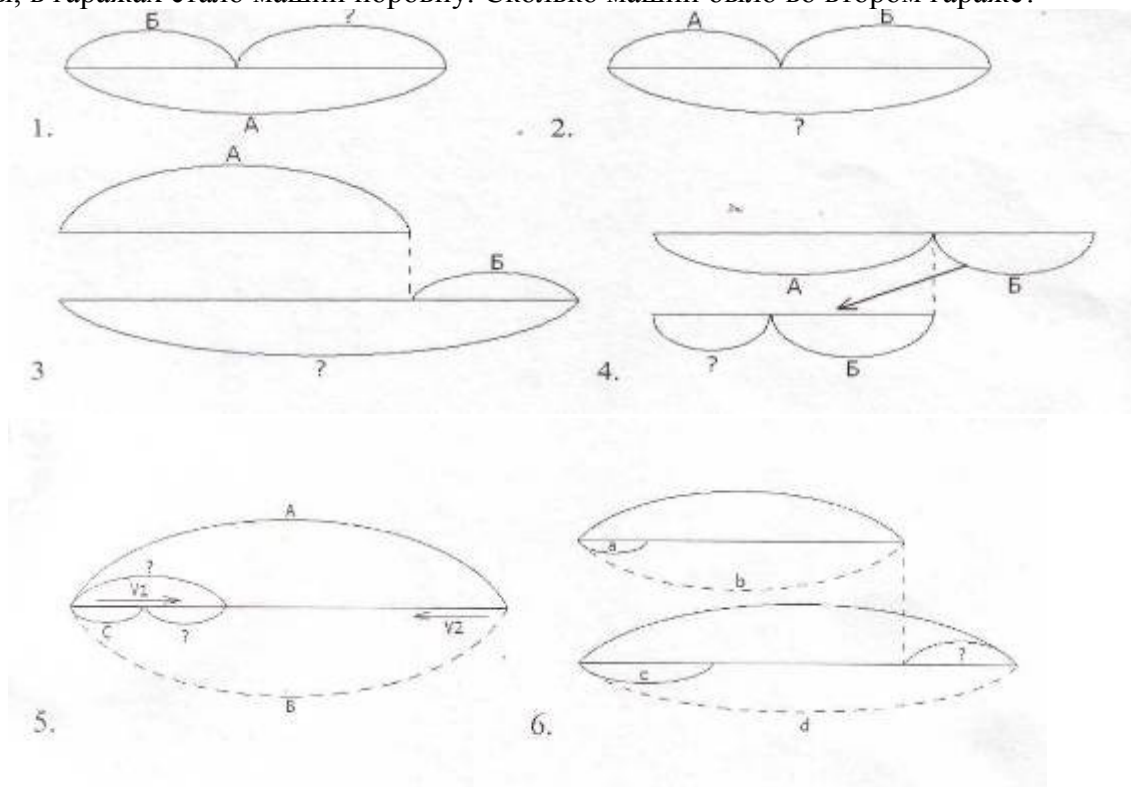 в гаражах стало машин поровну. Сколько машин было во втором гараже?
Б ?
А
1.
А Б
?
2.
А
Б
?
3
А Б
? Б
4.
A
?
V2
C ?
V2
B
5.
a
b
c ?
d
6.